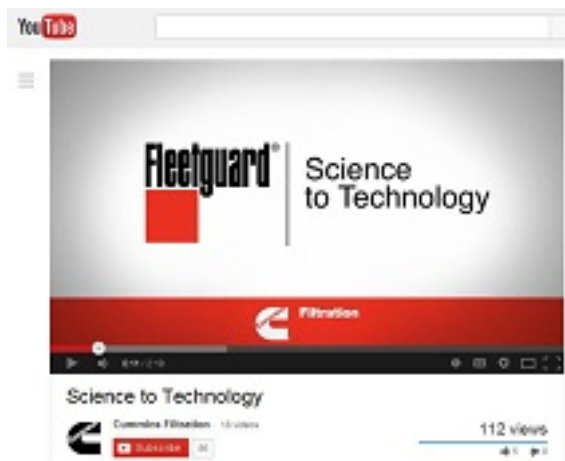 YouTube
Fleetguard®
Science
to Technology
Filtration
Science to Technology
Cummins Filtration
Subscribe
112 views